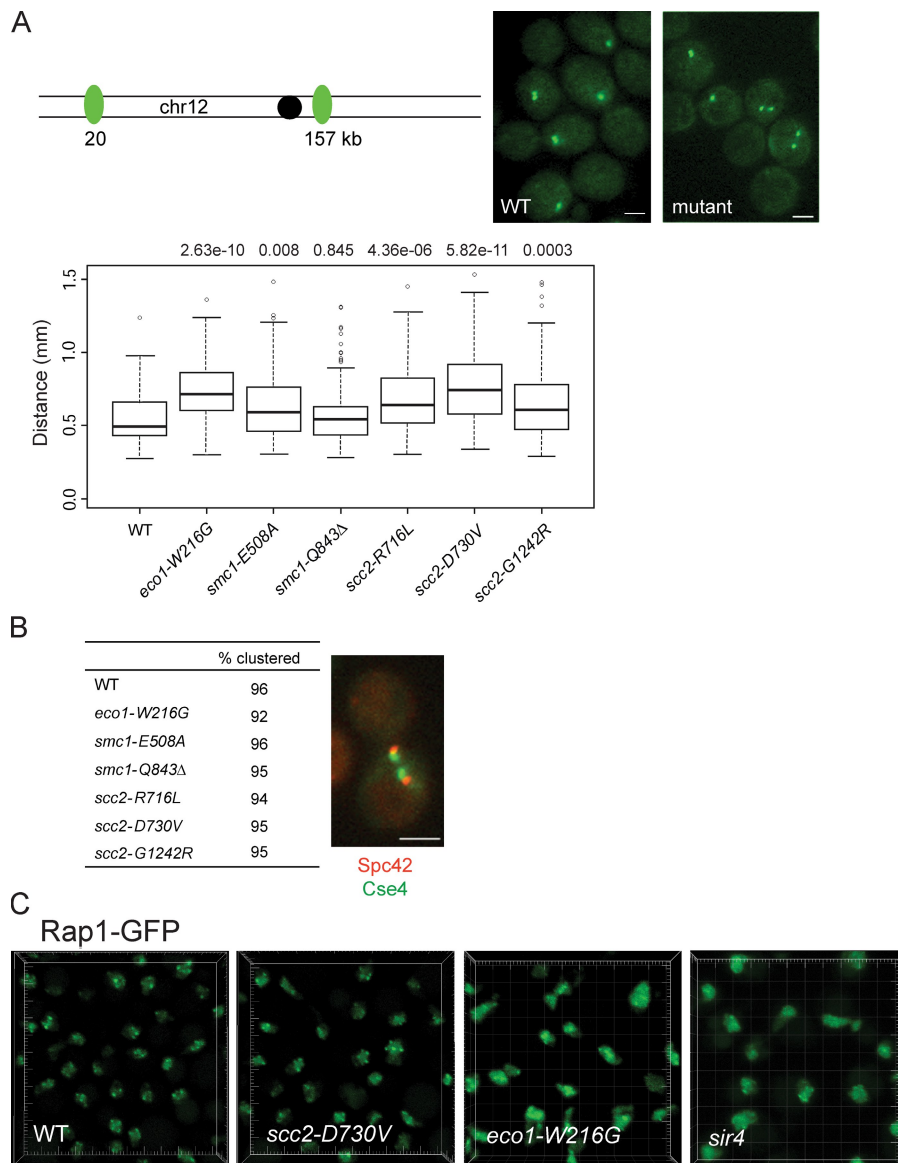 A
chr12
20
157 kb
WT
mutant
2.63e-10 0.008 0.845 4.36e-06 5.82e-11 0.0003
Distance (mm)
1.5
1.0
0.5
0.0
WT
eco1-W216G
smc1-E508A
smc1-Q843Δ
scc2-R716L
scc2-D730V
scc2-G1242R
B
% clustered
WT 96
eco1-W216G 92
smc1-E508A 96
smc1-Q843Δ 95
scc2-R716L 94
scc2-D730V 95
scc2-G1242R 95
Spc42
Cse4
C
Rap1-GFP
WT
scc2-D730V
eco1-W216G
sir4